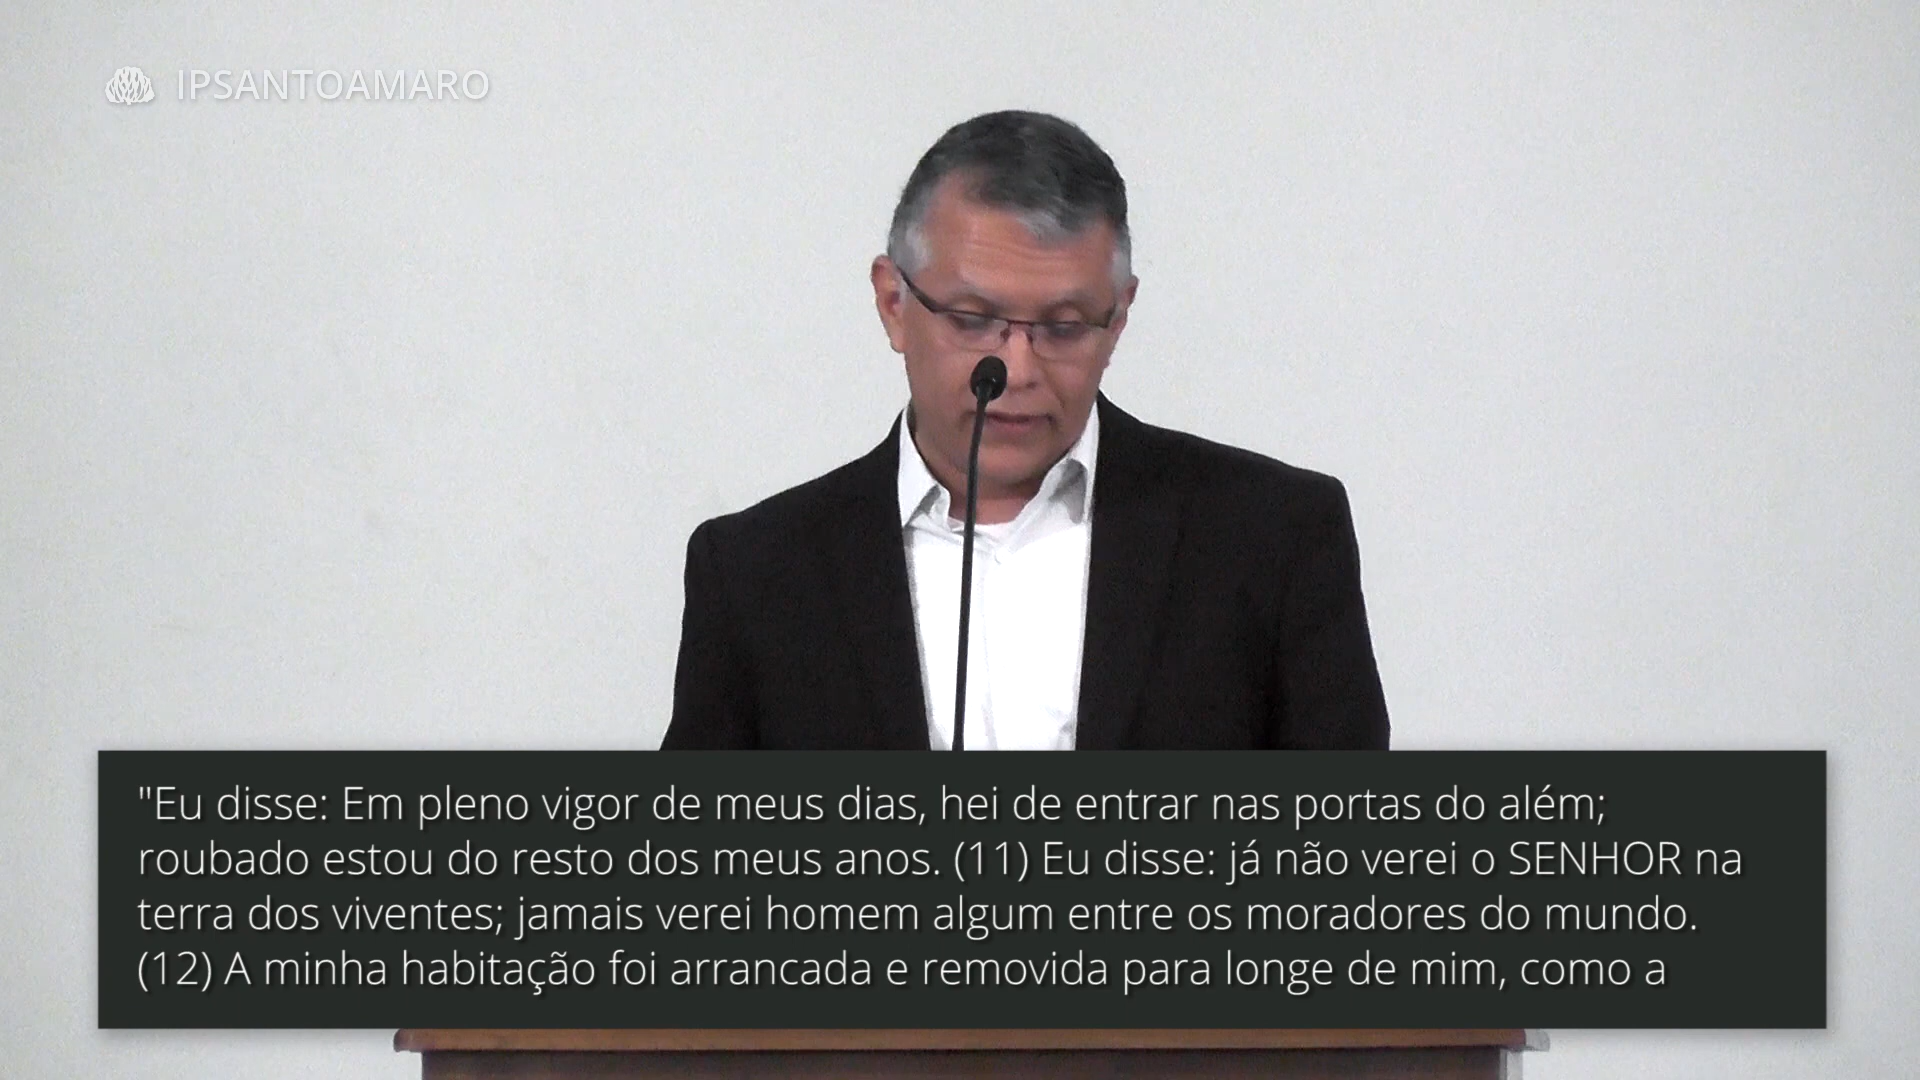 IPSANTOAMARO
"Eu disse: Em pleno vigor de meus dias, hei de entrar nas portas do além;
roubado estou do resto dos meus anos. (11) Eu disse: já não verei o SENHOR na
terra dos viventes; jamais verei homem algum entre os moradores do mundo.
(12) A minha habitação foi arrancada e removida para longe de mim, como a